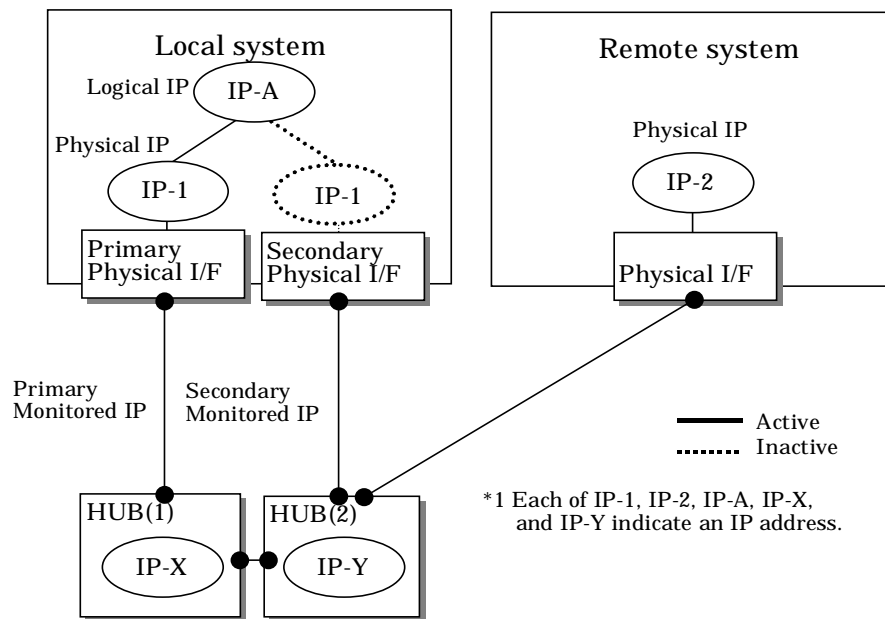 Local system
Logical IP
IP-A
Physical IP
IP-1
IP-1
Primary
Physical I/F
Secondary
Physical I/F
Remote system
Physical IP
IP-2
Physical I/F
Primary
Monitored IP
Secondary
Monitored IP
Active
Inactive
*1 Each of IP-1, IP-2, IP-A, IP-X,
and IP-Y indicate an IP address.
HUB(1)
IP-X
HUB(2)
IP-Y